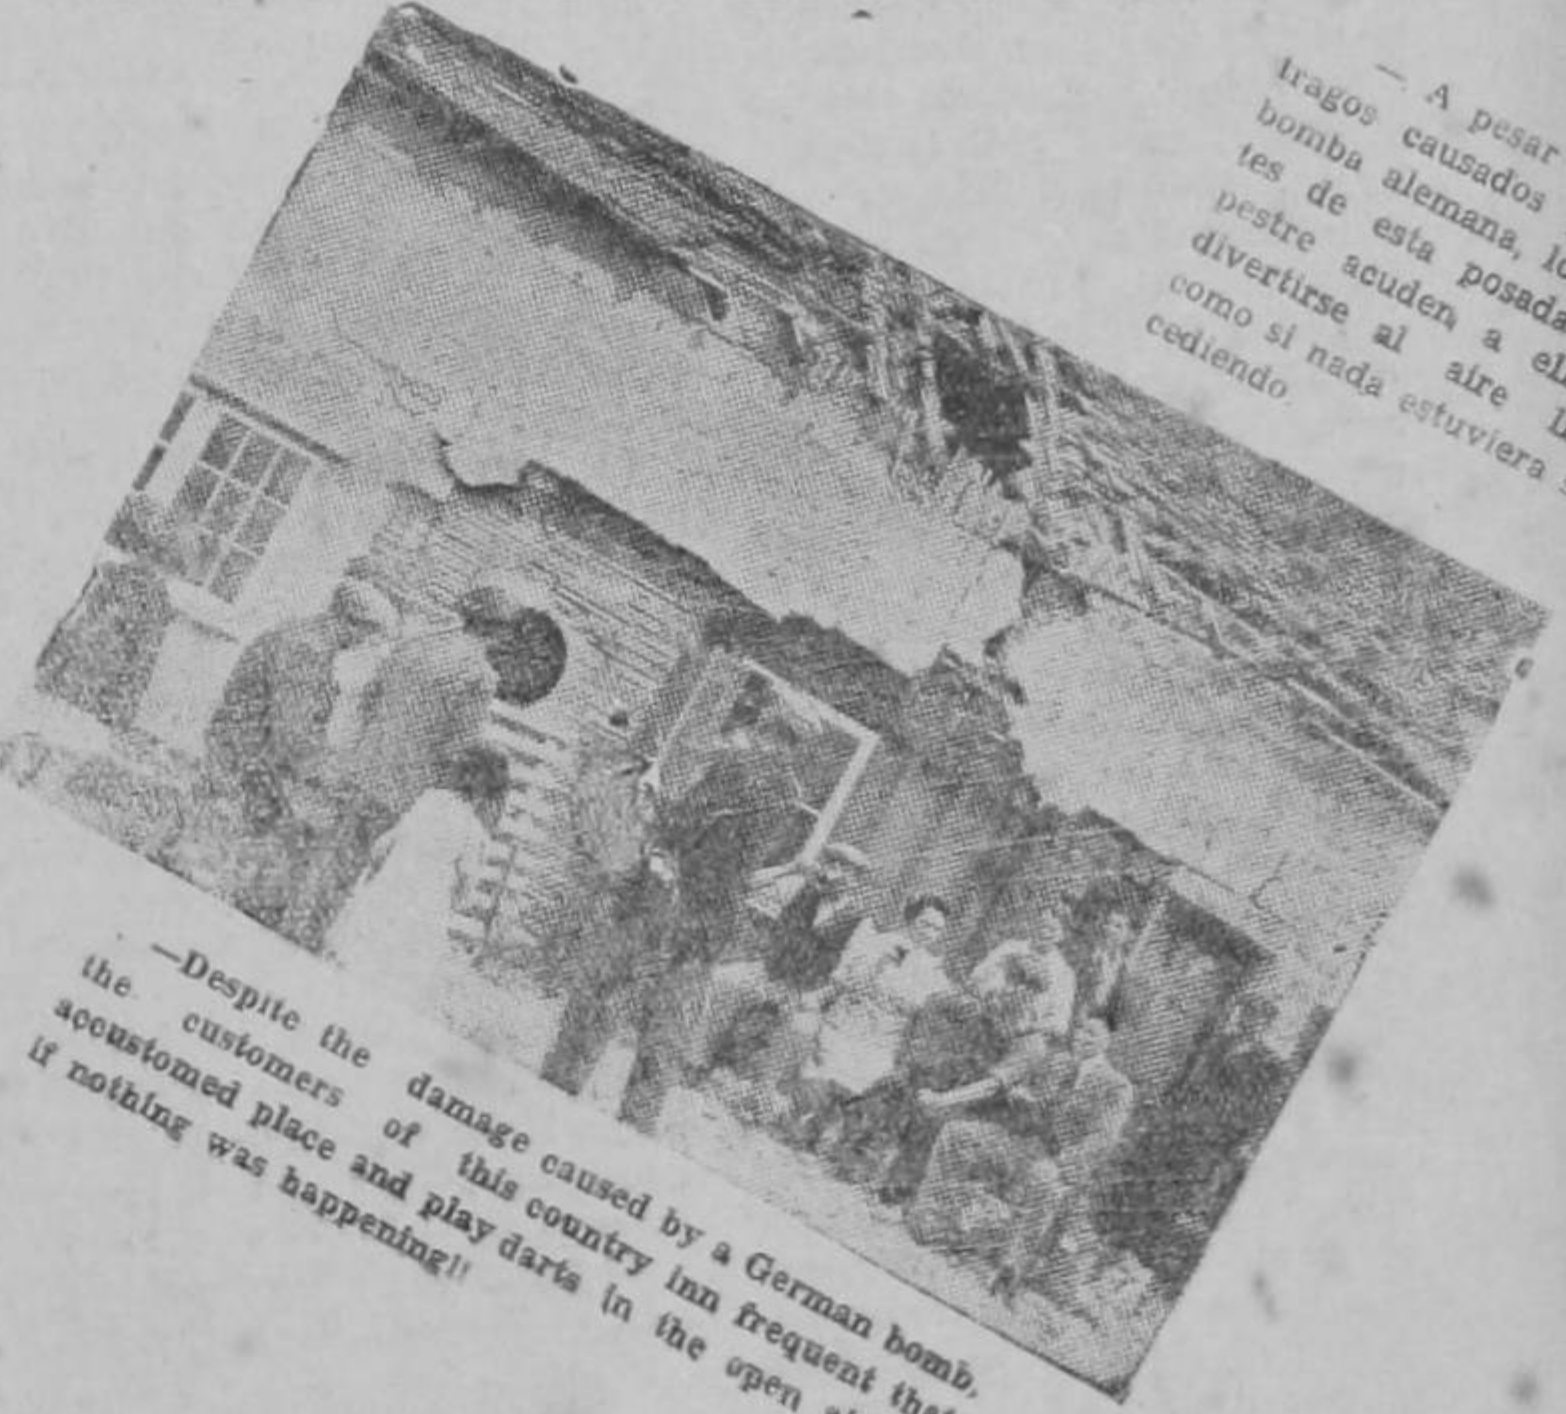 — A pesar
tragos causados
bomba alemana,
tes de esta posada
pestre acuden a
divertirse al aire
como si nada estuviera
cediendo.
—Despite the damage caused by a German bomb,
the customers of this country inn frequent
accustomed place and play darts in the open
if nothing was happening!!